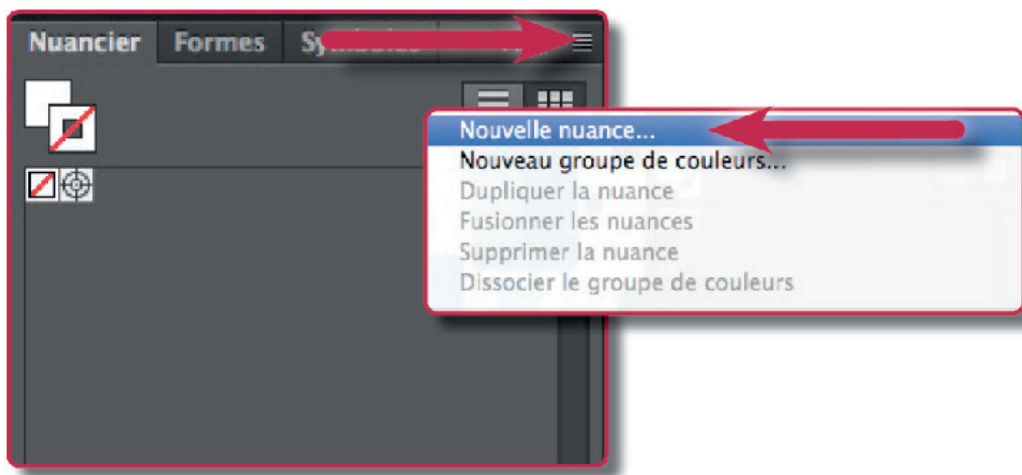 Nuancier Formes
Nouvelle nuance...
Nouveau groupe de couleurs...
Dupliquer la nuance
Fusionner les nuances
Supprimer la nuance
Dissocier le groupe de couleurs